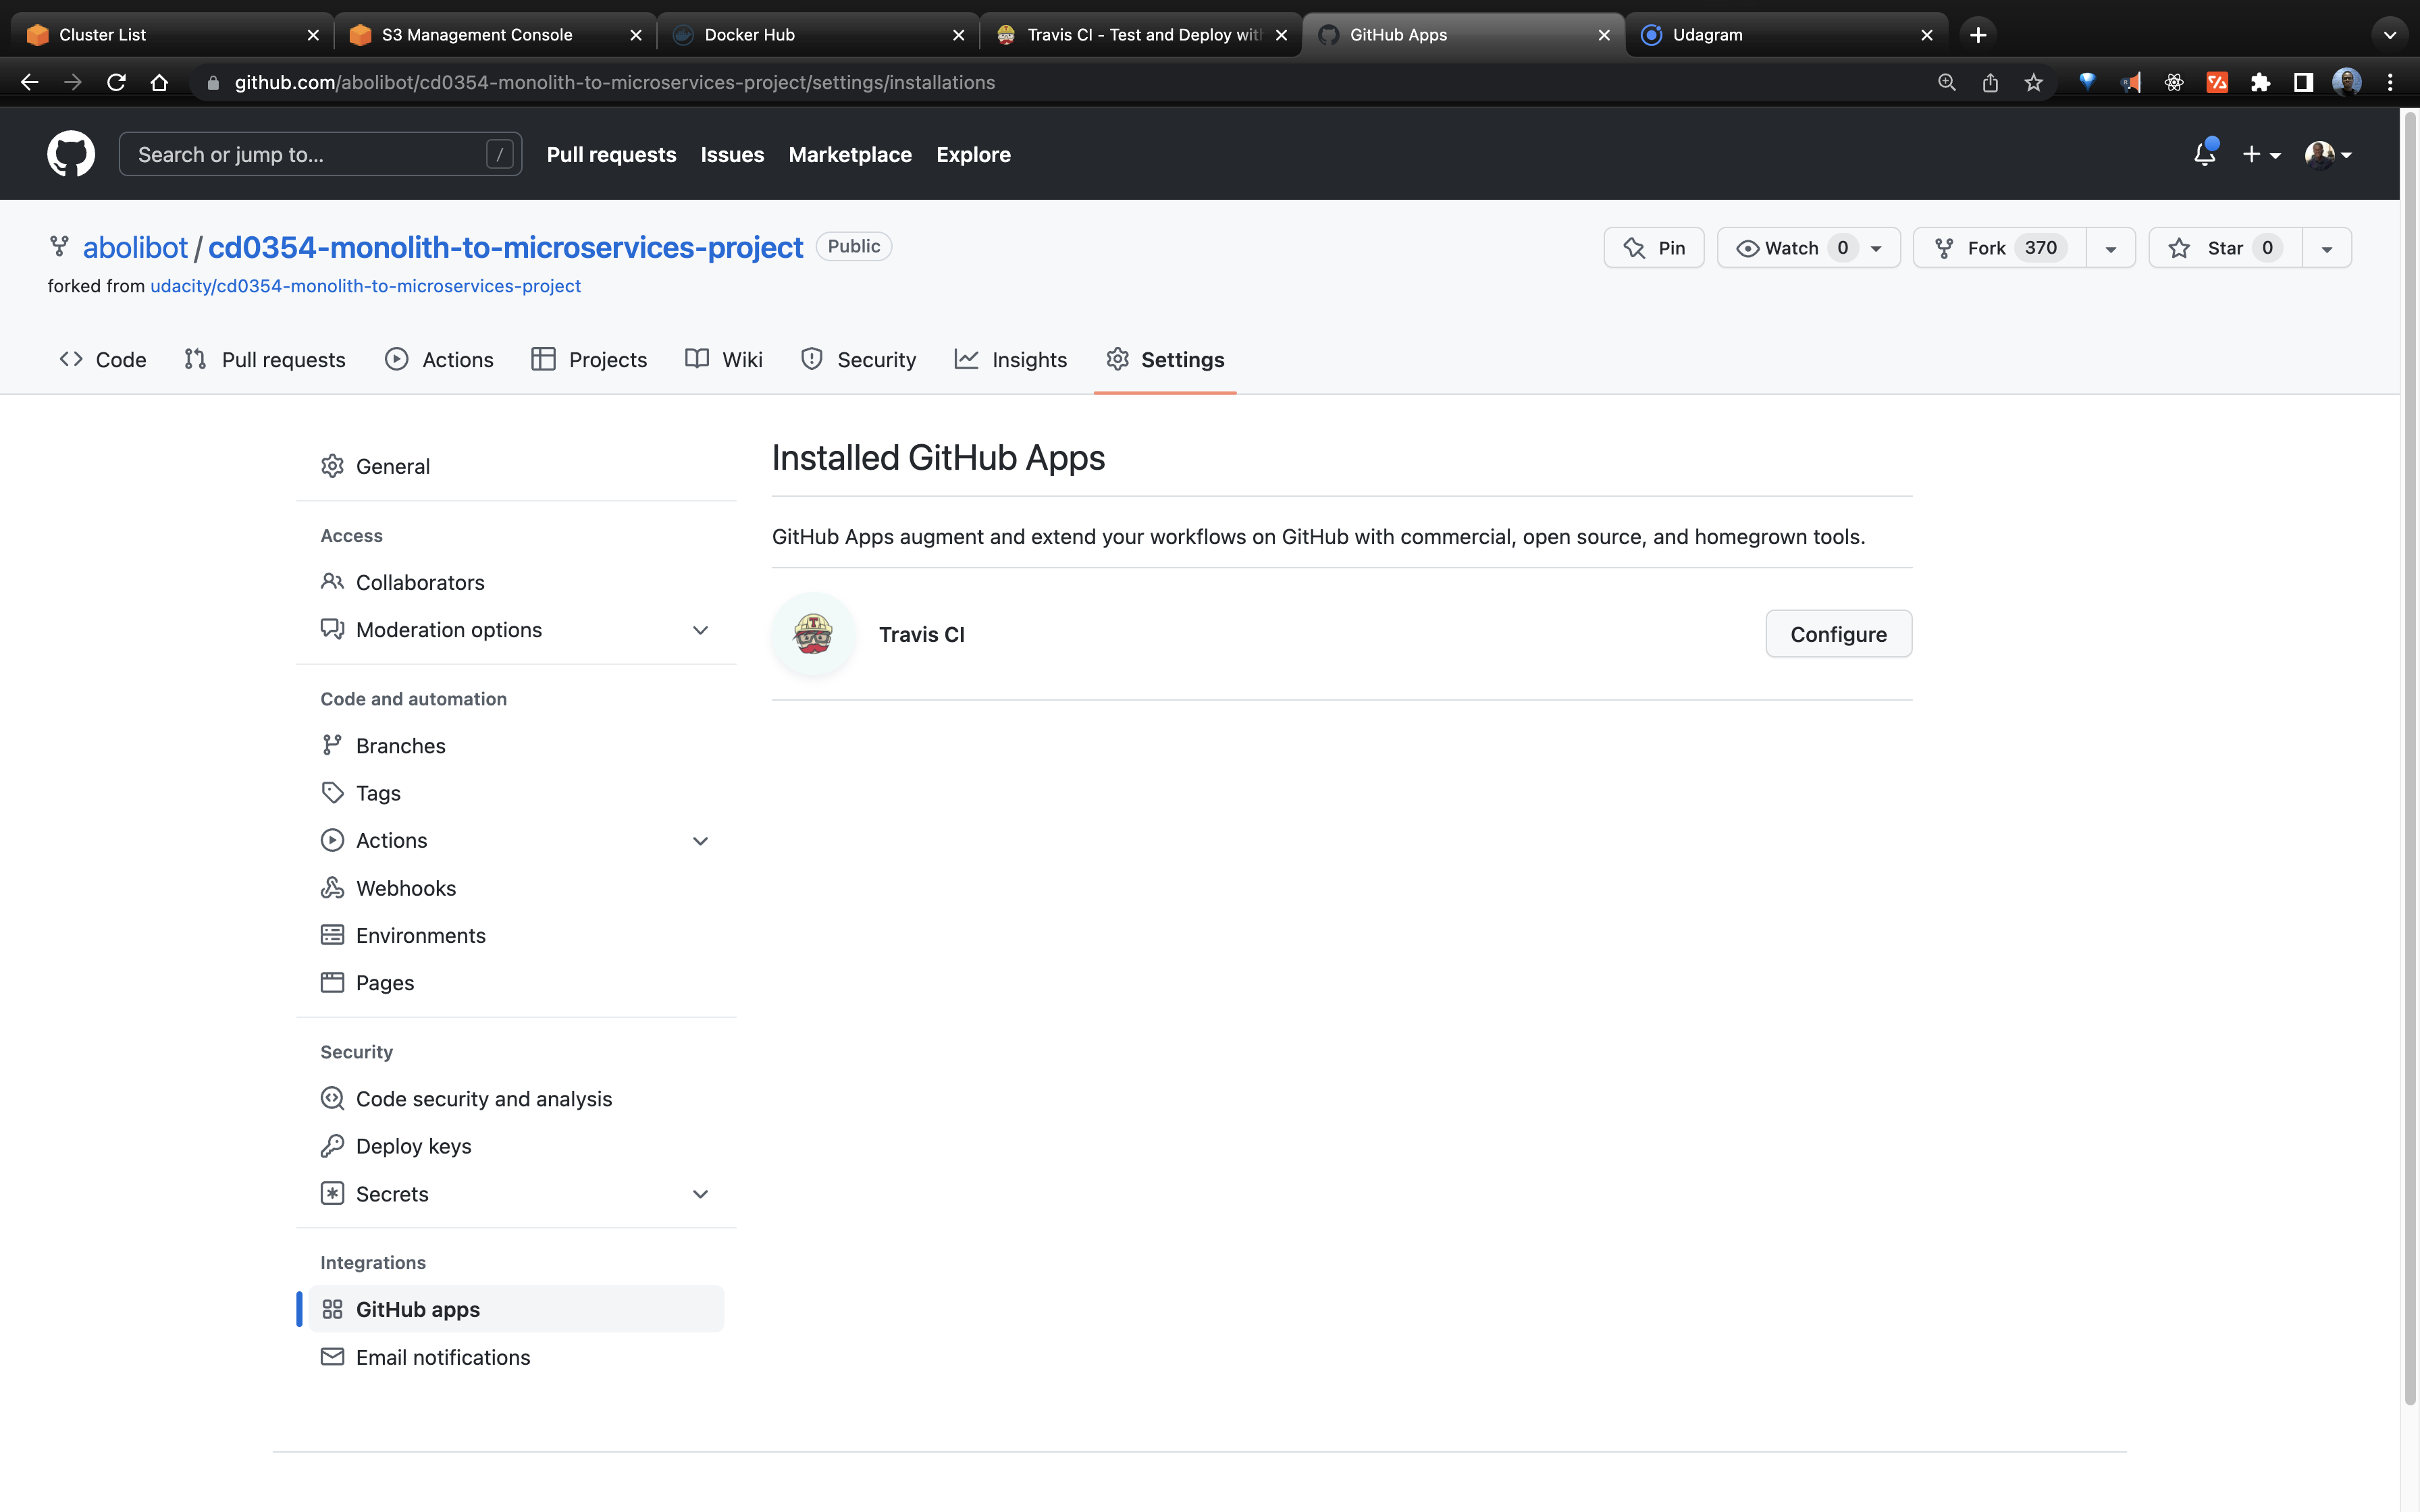 Cluster List
S3 Management Console
Docker Hub
Travis CI - Test and Deploy with
GitHub Apps
Udagram
github.com/abolibot/cd0354-monolith-to-microservices-project/settings/installations
Search or jump to...
/
Pull requests
Issues
Marketplace
Explore
abolibot / cd0354-monolith-to-microservices-project
Public
Pin
Watch 0
Fork 370
Star 0
forked from udacity/cd0354-monolith-to-microservices-project
Code
Pull requests
Actions
Projects
Wiki
Security
Insights
Settings
General
Access
Collaborators
Moderation options
Code and automation
Branches
Tags
Actions
Webhooks
Environments
Pages
Security
Code security and analysis
Deploy keys
Secrets
Integrations
GitHub apps
Email notifications
Installed GitHub Apps
GitHub Apps augment and extend your workflows on GitHub with commercial, open source, and homegrown tools.
Travis CI
Configure